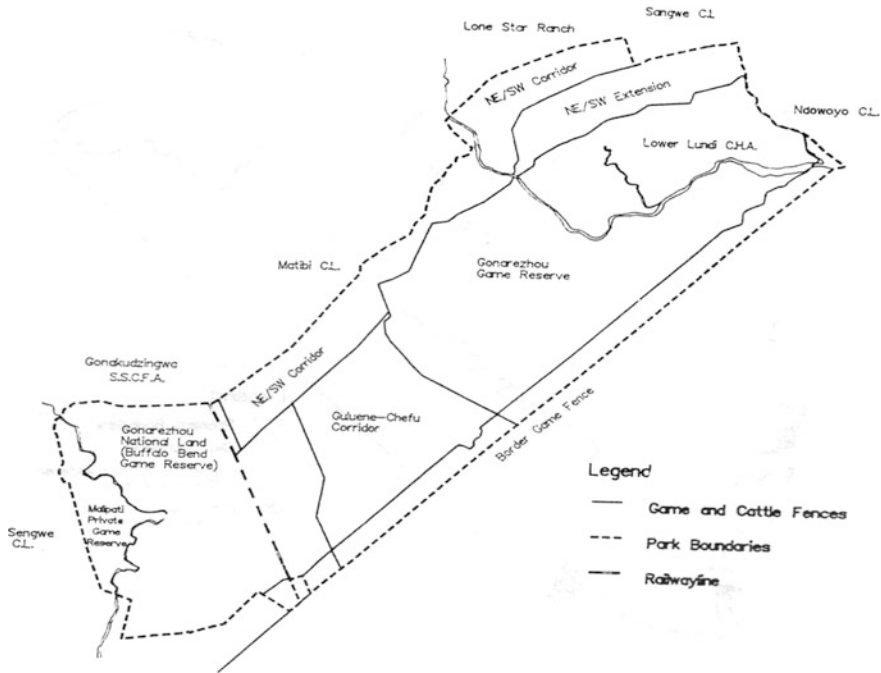 Lone Star Ranch
Sangwe C.L.
NE/SW Corridor
NE/SW Extension
Ndowoyo C.L.
Lower Lundi C.H.A.
Matibi C.L.
Gonarezhou
Game Reserve
Gonakudzingwa
S.S.C.F.A.
NE/SW Corridor
Gonarezhou
National Land
(Buffalo Bend
Game Reserve)
Guluene-Chefu
Corridor
Border Game Fence
Malipati
Private
Game
Reserve
Sengwe
C.L.
Legend
Game and Cattle Fences
Park Boundaries
Railwayline